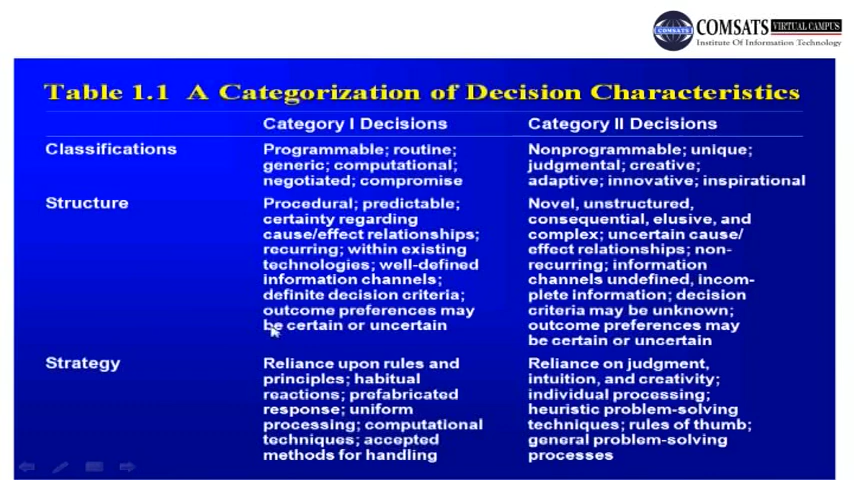 COMSATS VIRTUAL CAMPUS
Institute Of Information Technology
COMSATS
Table 1.1 A Categorization of Decision Characteristics
Category I Decisions
Category II Decisions
Classifications
Programmable; routine;
generic; computational;
negotiated; compromise
Nonprogrammable; unique;
judgmental; creative;
adaptive; innovative; inspirational
Structure
Procedural; predictable;
certainty regarding
cause/effect relationships;
recurring; within existing
technologies; well-defined
information channels;
definite decision criteria;
outcome preferences may
be certain or uncertain
Novel, unstructured,
consequential, elusive, and
complex; uncertain cause/
effect relationships; non-
recurring; information
channels undefined, incom-
plete information; decision
criteria may be unknown;
outcome preferences may
be certain or uncertain
Strategy
Reliance upon rules and
principles; habitual
reactions; prefabricated
response; uniform
processing; computational
techniques; accepted
methods for handling
Reliance on judgment,
intuition, and creativity;
individual processing;
heuristic problem-solving
techniques; rules of thumb;
general problem-solving
processes